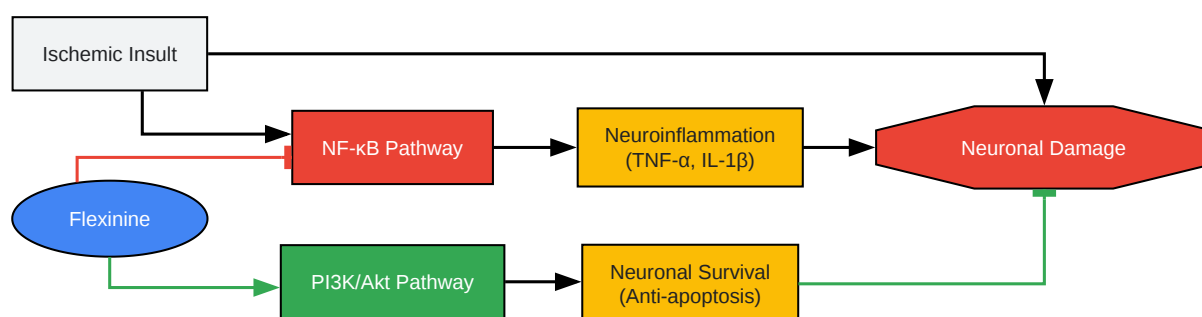 Ischemic Insult
NF-κB Pathway
Neuroinflammation
(TNF-α, IL-1β)
Neuronal Damage
Flexinine
PI3K/Akt Pathway
Neuronal Survival
(Anti-apoptosis)